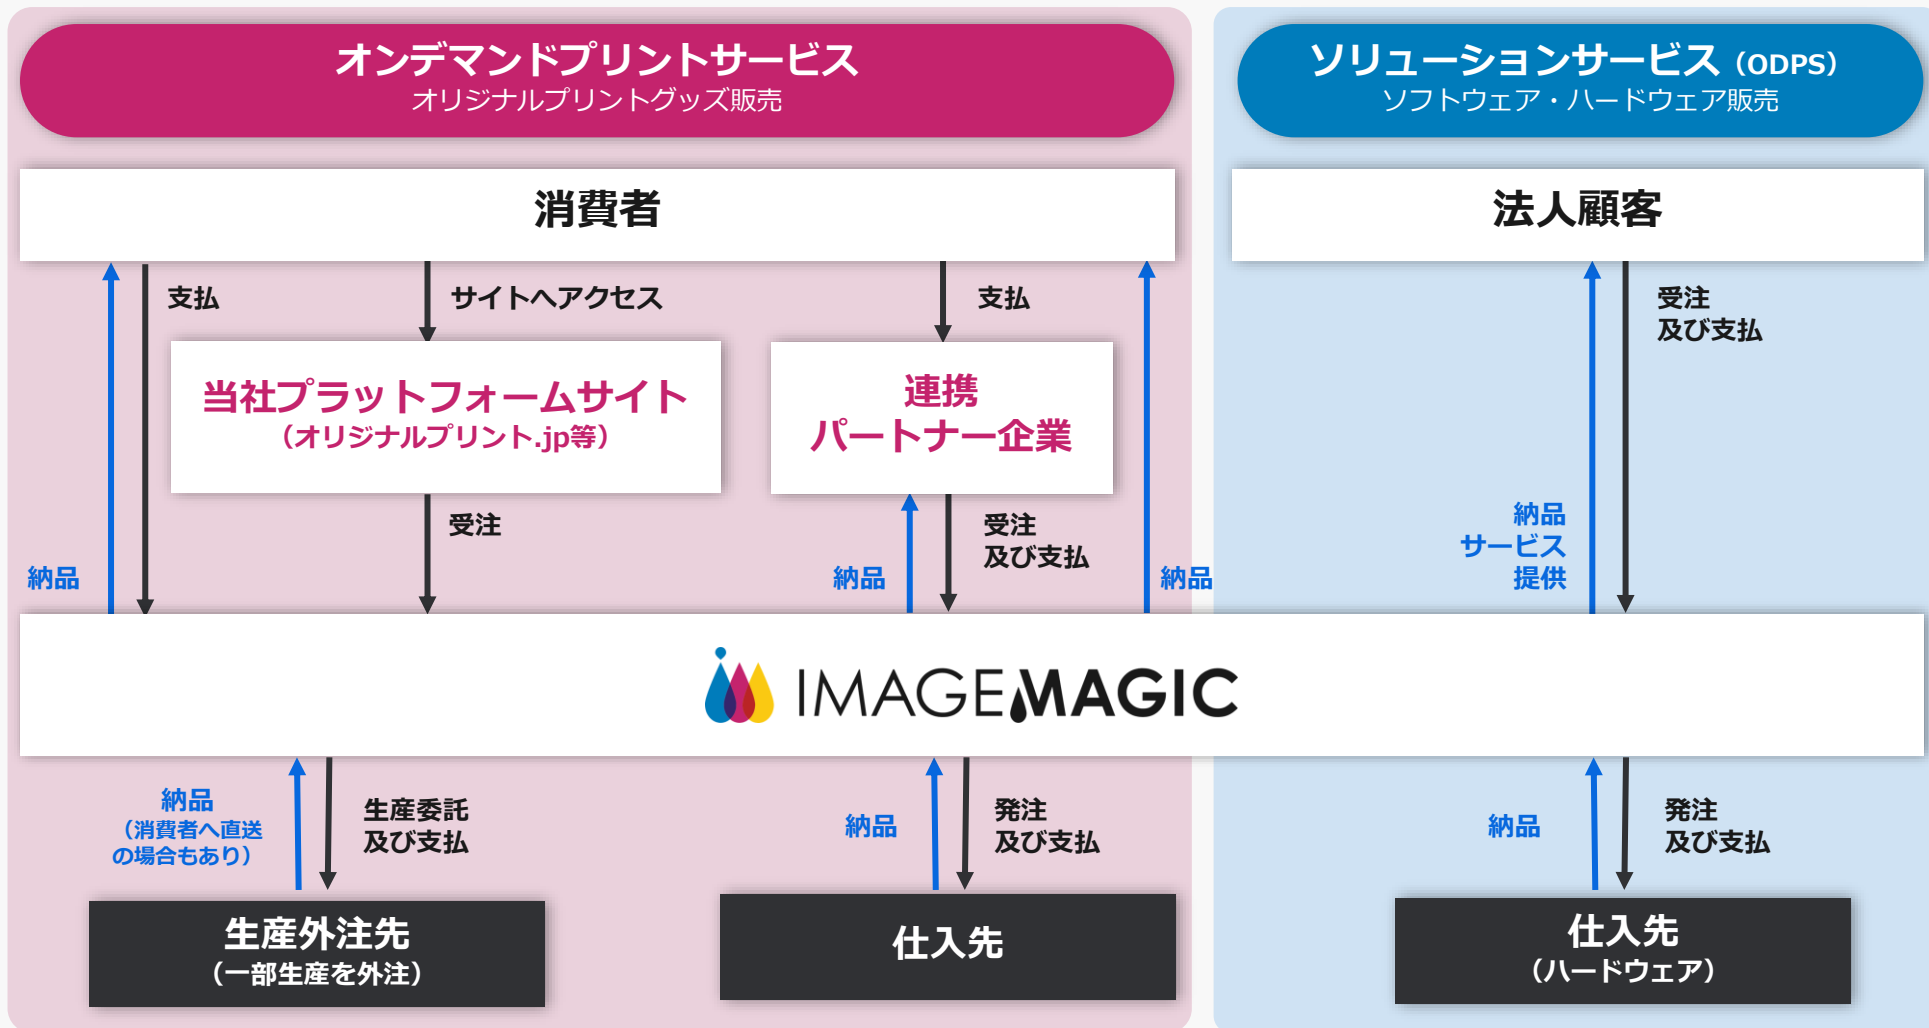 オンデマンドプリントサービス
オリジナルプリントグッズ販売
ソリューションサービス（ODPS）
ソフトウェア・ハードウェア販売
消費者
法人顧客
支払
サイトへアクセス
支払
受注
及び支払
当社プラットフォームサイト
（オリジナルプリント.jp等）
連携
パートナー企業
納品
受注
納品
受注
及び支払
納品
納品
サービス
提供
IMAGEMAGIC
納品
（消費者へ直送
の場合もあり）
生産委託
及び支払
納品
発注
及び支払
納品
発注
及び支払
生産外注先
（一部生産を外注）
仕入先
仕入先
（ハードウェア）